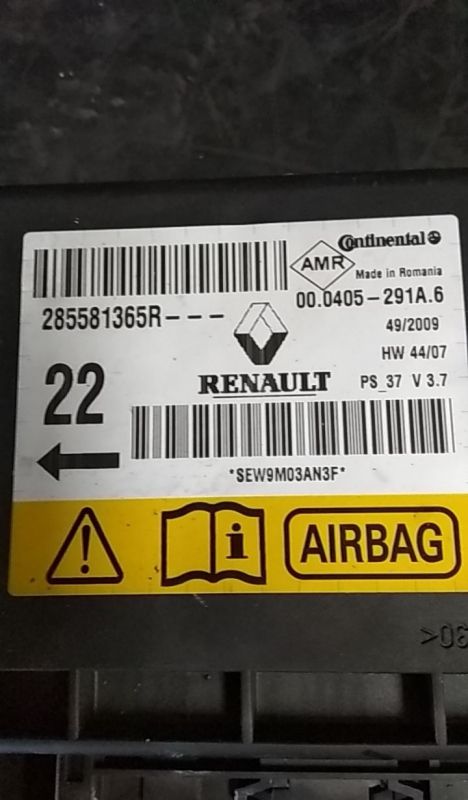 Continental
AMR
Made in Romania
285581365R---
00.0405-291A.6
49/2009
HW 44/07
22
RENAULT
PS_37 V 3.7
*SEW9M03AN3F*
! i AIRBAG